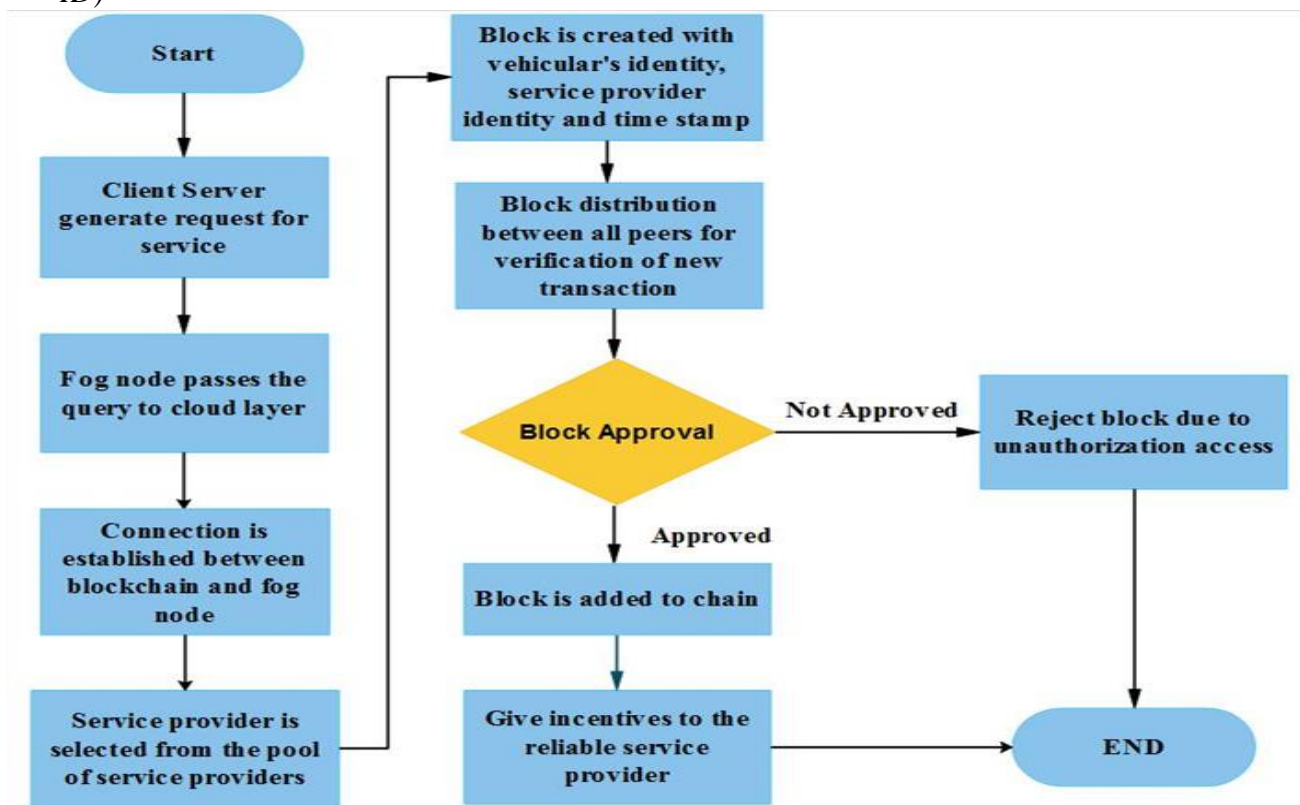 ID)
Start
Client Server
generate request for
service
Fog node passes the
query to cloud layer
Connection is
established between
blockchain and fog
node
Service provider is
selected from the pool
of service providers
Block is created with
vehicular's identity,
service provider
identity and time stamp
Block distribution
between all peers for
verification of new
transaction
Block Approval
Not Approved
Reject block due to
unauthorization access
Approved
Block is added to chain
Give incentives to the
reliable service
provider
END